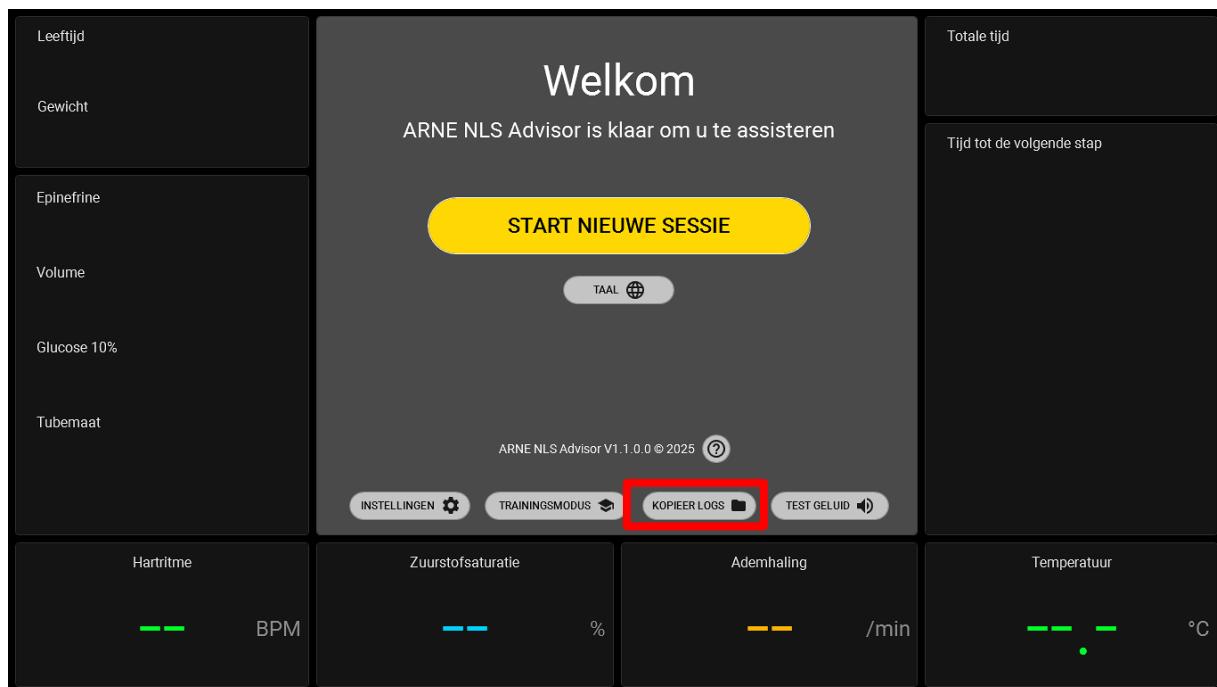 Leeftijd
Gewicht
Epinefrine
Volume
Glucose 10%
Tubemaat
Welkom
ARNE NLS Advisor is klaar om u te assisteren
START NIEUWE SESSIE
TAAL
ARNE NLS Advisor V1.1.0.0 © 2025 ?
INSTELLINGEN TRAININGSMODUS KOPIEER LOGS TEST GELUID
Totale tijd
Tijd tot de volgende stap
Hartritme
-- BPM
Zuurstofsaturatie
-- %
Ademhaling
-- /min
Temperatuur
--.- °C